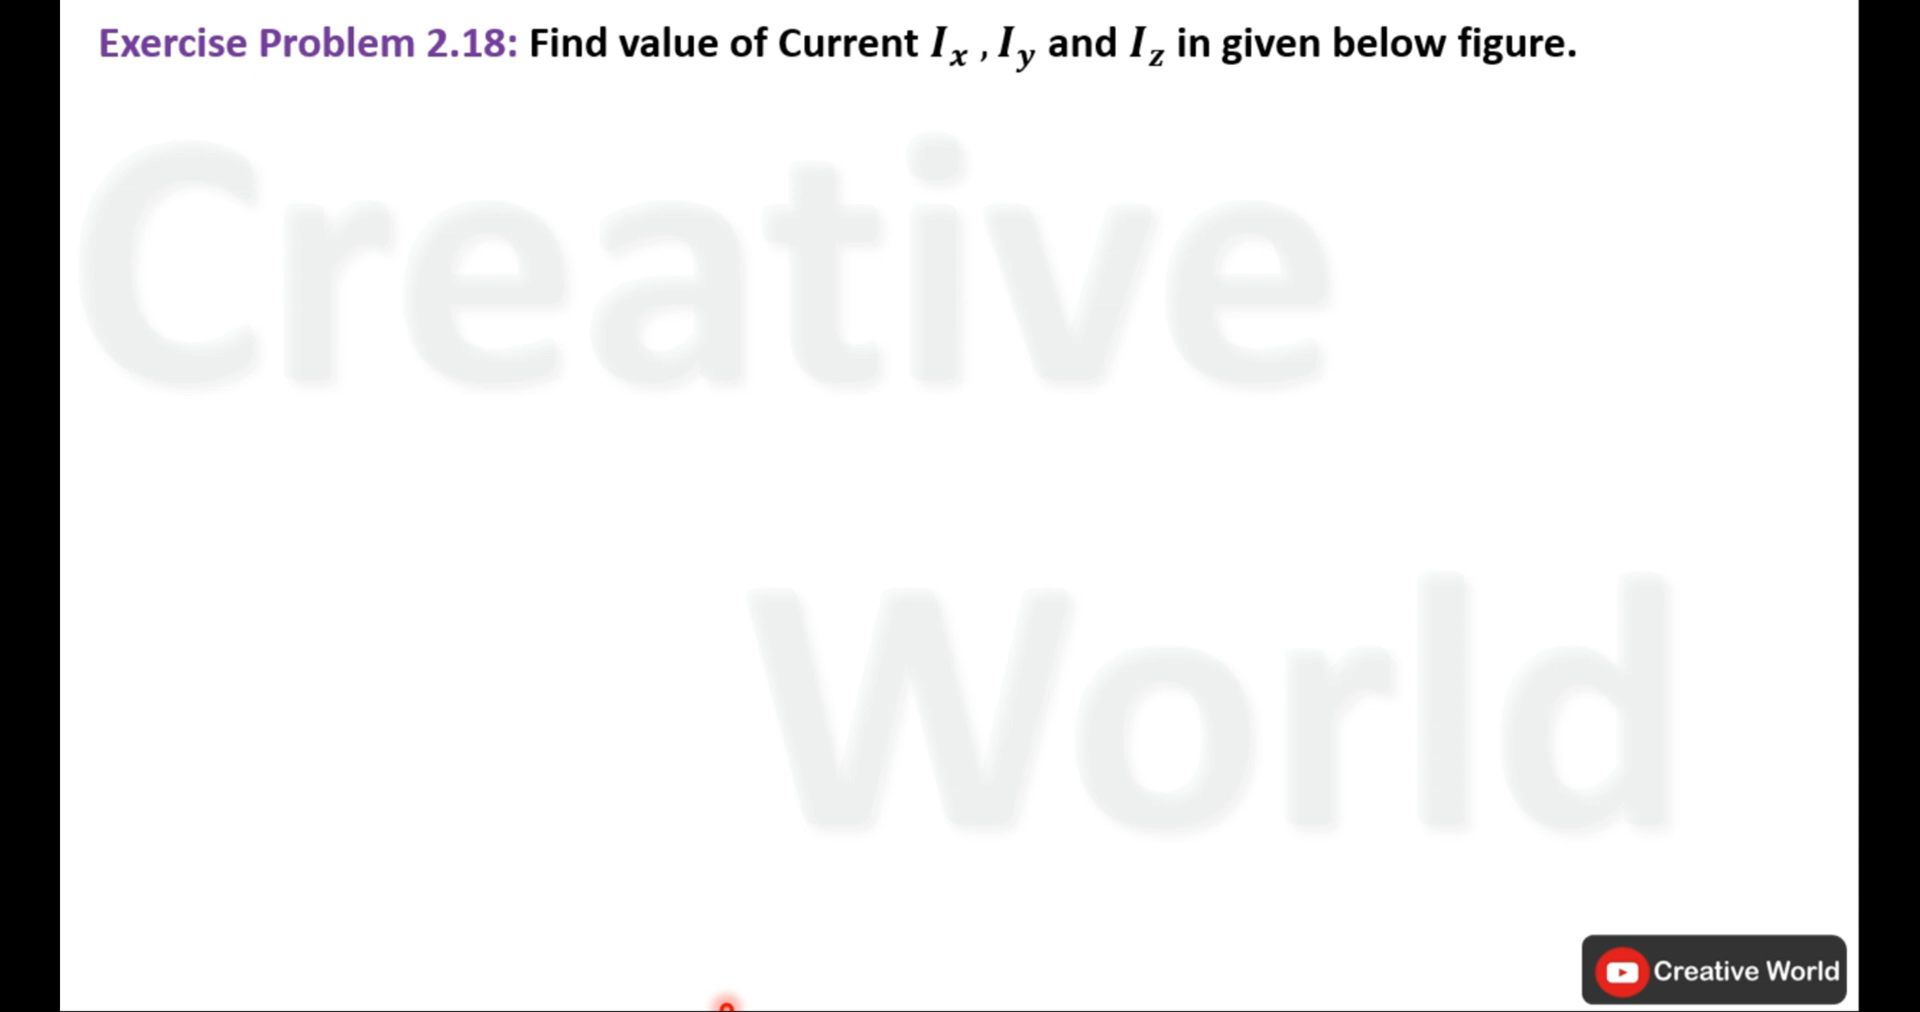 Exercise Problem 2.18: Find value of Current Iₓ , I_y and I_z in given below figure.
Creative
World
Creative World